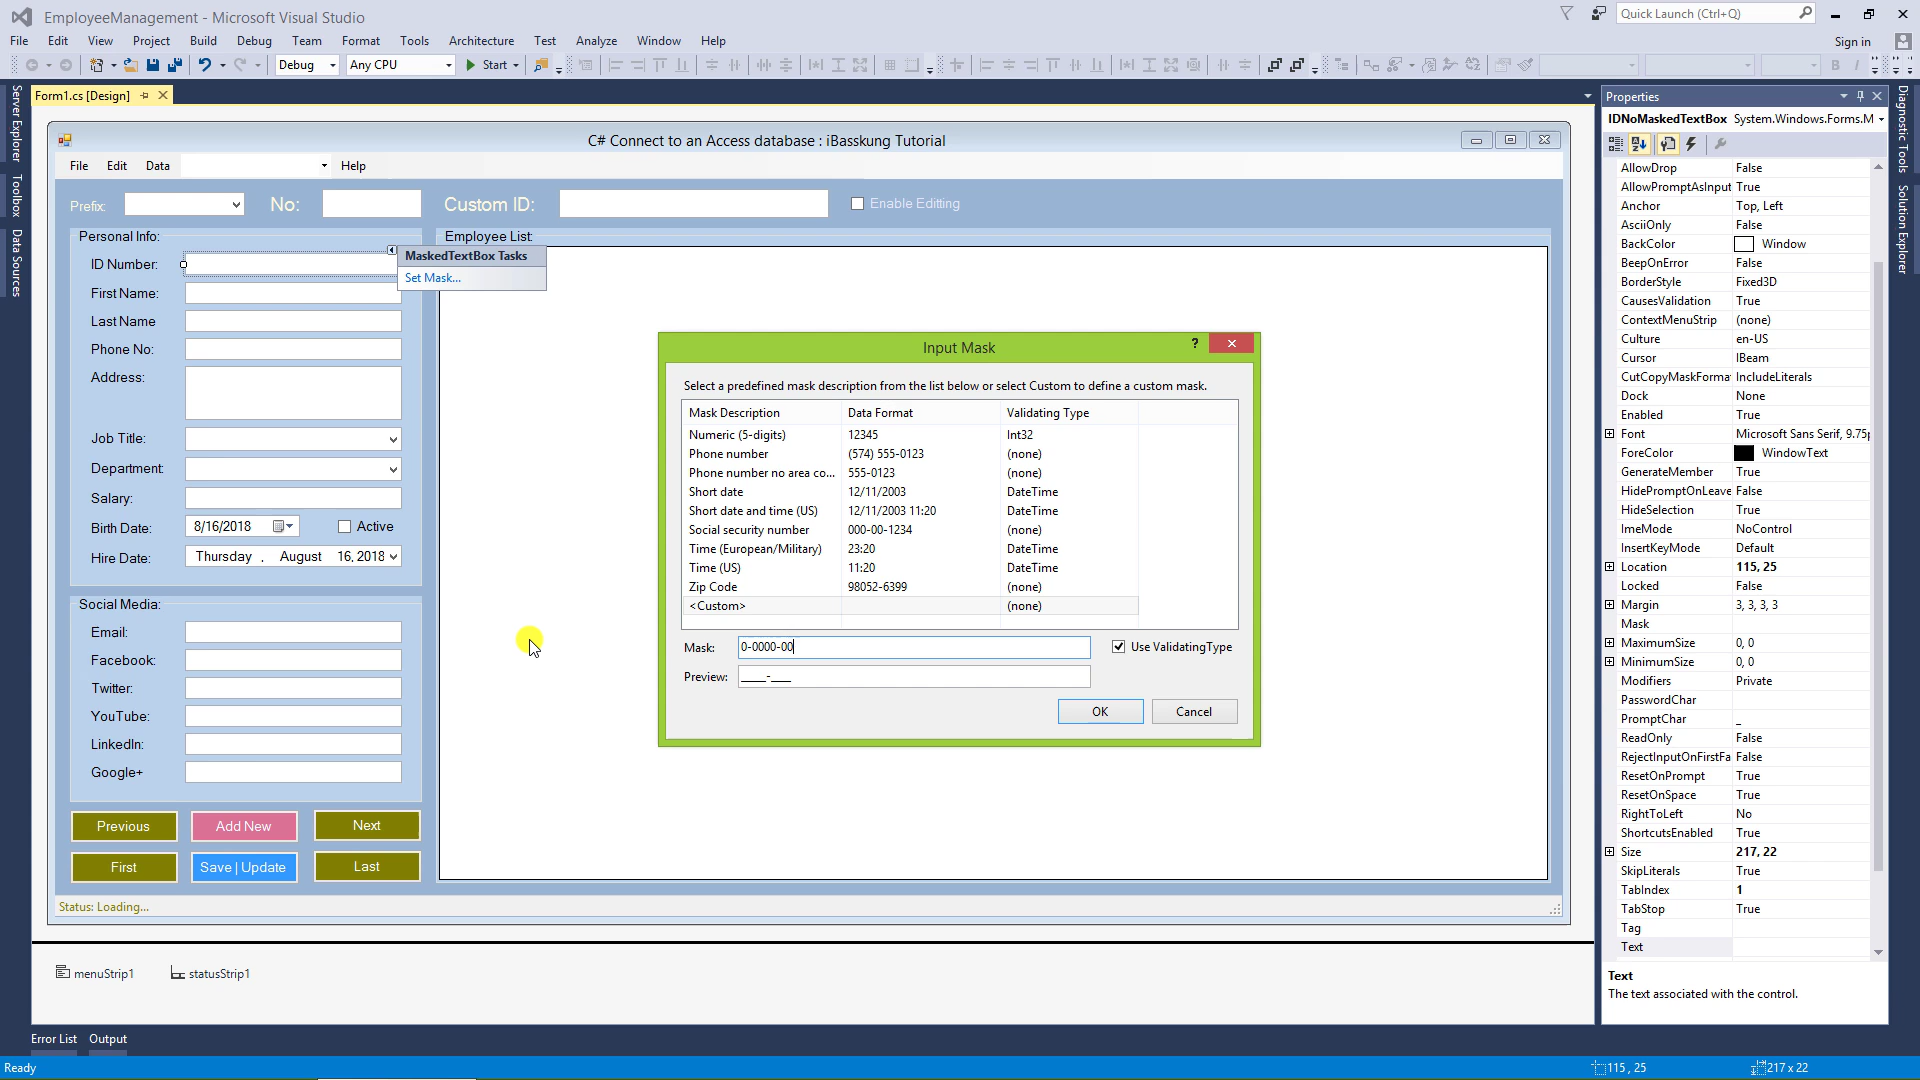 EmployeeManagement - Microsoft Visual Studio
Quick Launch (Ctrl+Q)
File Edit View Project Build Debug Team Format Tools Architecture Test Analyze Window Help
Sign in
Debug Any CPU Start
Form1.cs [Design]
Server Explorer
Toolbox
Data Sources
C# Connect to an Access database : iBasskung Tutorial
File Edit Data Help
Prefix: No: Custom ID: Enable Editing
Personal Info:
ID Number:
First Name:
Last Name
Phone No:
Address:
Job Title:
Department:
Salary:
Birth Date: 8/16/2018 Active
Hire Date: Thursday , August 16, 2018
Social Media:
Email:
Facebook:
Twitter:
YouTube:
LinkedIn:
Google+
Previous Add New Next
First Save | Update Last
Status: Loading...
Employee List:
MaskedTextBox Tasks
Set Mask...
Input Mask
?
Select a predefined mask description from the list below or select Custom to define a custom mask.
Mask Description Data Format Validating Type
Numeric (5-digits) 12345 Int32
Phone number (574) 555-0123 (none)
Phone number no area co... 555-0123 (none)
Short date 12/11/2003 DateTime
Short date and time (US) 12/11/2003 11:20 DateTime
Social security number 000-00-1234 (none)
Time (European/Military) 23:20 DateTime
Time (US) 11:20 DateTime
Zip Code 98052-6399 (none)
<Custom> (none)
Mask: 0-0000-00 Use ValidatingType
Preview: ____-___
OK Cancel
menuStrip1 statusStrip1
Error List Output
Ready
115 , 25 217 x 22
Properties
IDNoMaskedTextBox System.Windows.Forms.M
AllowDrop False
AllowPromptAsInput True
Anchor Top, Left
AsciiOnly False
BackColor Window
BeepOnError False
BorderStyle Fixed3D
CausesValidation True
ContextMenuStrip (none)
Culture en-US
Cursor IBeam
CutCopyMaskForma IncludeLiterals
Dock None
Enabled True
Font Microsoft Sans Serif, 9.75p
ForeColor WindowText
GenerateMember True
HidePromptOnLeave False
HideSelection True
ImeMode NoControl
InsertKeyMode Default
Location 115, 25
Locked False
Margin 3, 3, 3, 3
Mask
MaximumSize 0, 0
MinimumSize 0, 0
Modifiers Private
PasswordChar
PromptChar _
ReadOnly False
RejectInputOnFirstFa False
ResetOnPrompt True
ResetOnSpace True
RightToLeft No
ShortcutsEnabled True
Size 217, 22
SkipLiterals True
TabIndex 1
TabStop True
Tag
Text
Text
The text associated with the control.
Diagnostic Tools
Solution Explorer